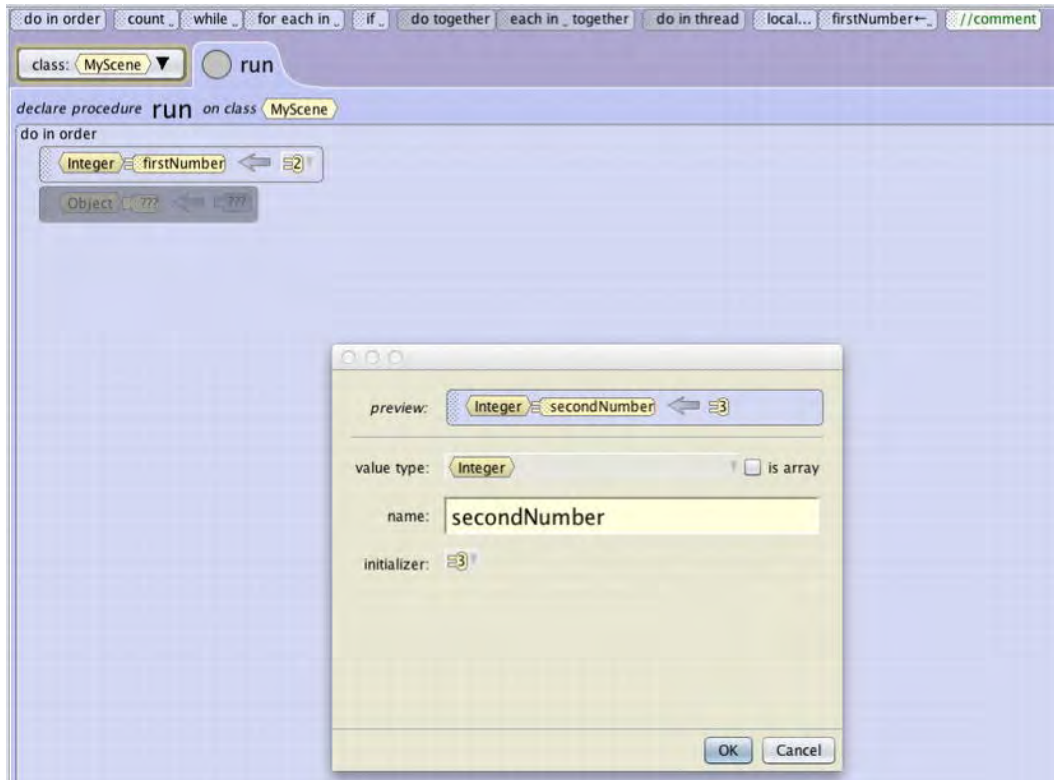 do in order count _ while _ for each in _ if _ do together each in _ together do in thread local... firstNumber←_ //comment
class: MyScene run
declare procedure run on class MyScene
do in order
Integer firstNumber 2
Object ??? ???
preview: Integer secondNumber 3
value type: Integer is array
name: secondNumber
initializer: 3
OK Cancel